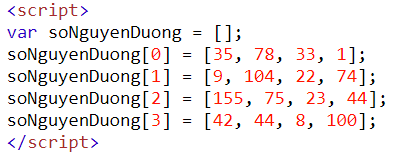 <script>
var soNguyenDuong = [];
soNguyenDuong[0] = [35, 78, 33, 1];
soNguyenDuong[1] = [9, 104, 22, 74];
soNguyenDuong[2] = [155, 75, 23, 44];
soNguyenDuong[3] = [42, 44, 8, 100];
</script>